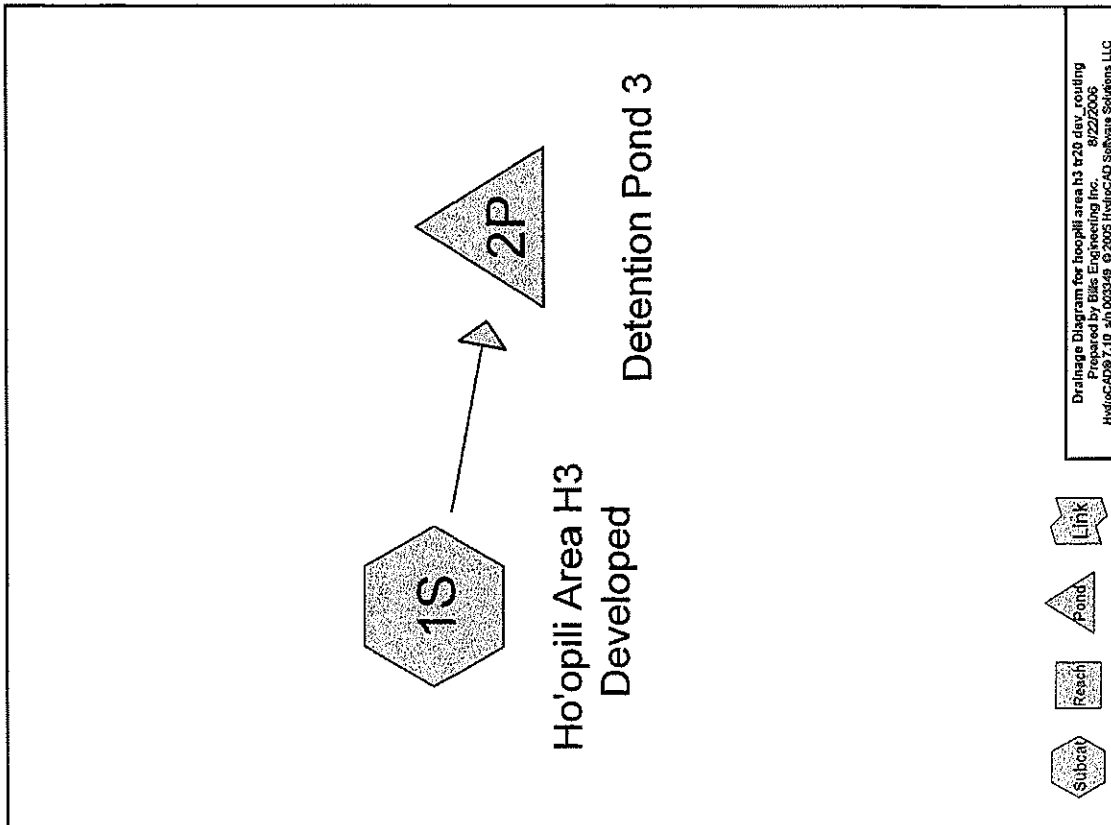 1S
Ho'opili Area H3
Developed
2P
Detention Pond 3
Subcat
Reach
Pond
Link
Drainage Diagram for hoopili area h3 tr20 dev_routing
Prepared by Bills Engineering Inc. 8/22/2006
HydroCAD® 7.10 s/n 003349 © 2005 HydroCAD Software Solutions LLC